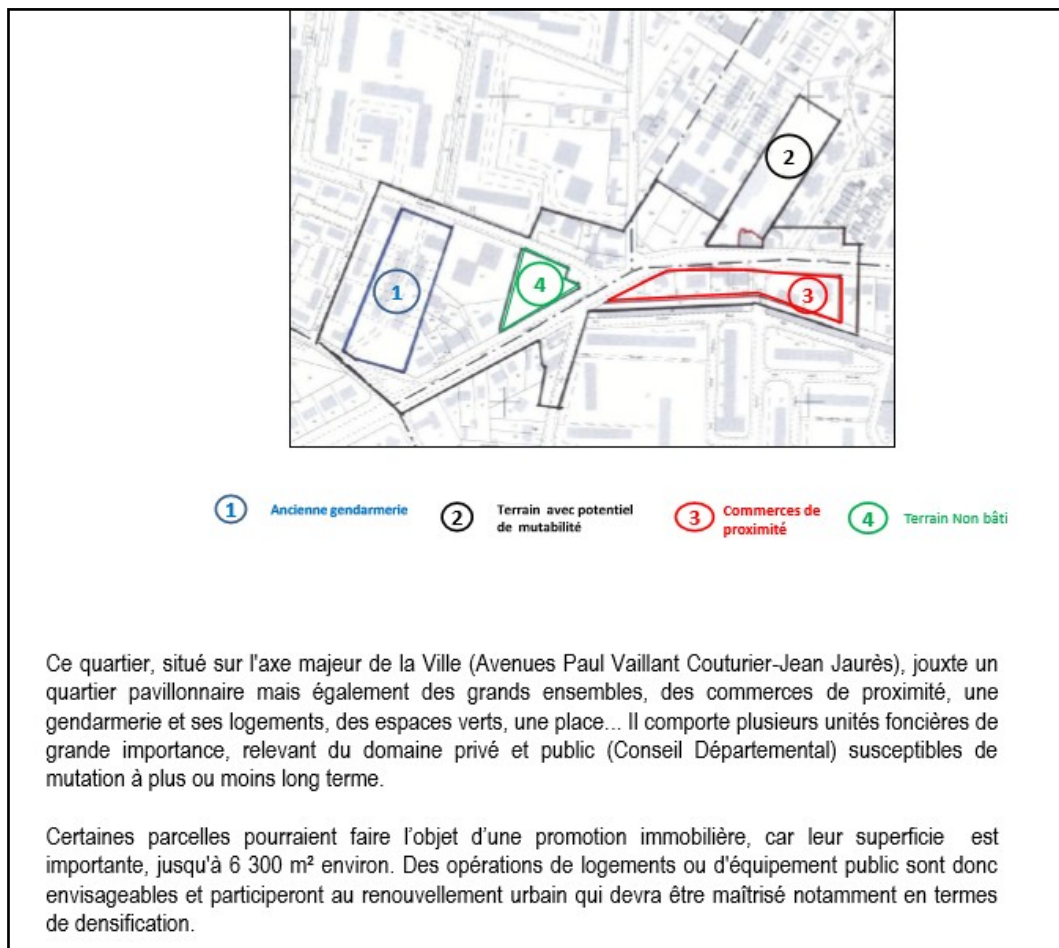 2
1
4
3
1 Ancienne gendarmerie
2 Terrain avec potentiel
de mutabilité
3 Commerces de
proximité
4 Terrain Non bâti
Ce quartier, situé sur l'axe majeur de la Ville (Avenues Paul Vaillant Couturier-Jean Jaurès), jouxte un
quartier pavillonnaire mais également des grands ensembles, des commerces de proximité, une
gendarmerie et ses logements, des espaces verts, une place... Il comporte plusieurs unités foncières de
grande importance, relevant du domaine privé et public (Conseil Départemental) susceptibles de
mutation à plus ou moins long terme.
Certaines parcelles pourraient faire l'objet d'une promotion immobilière, car leur superficie est
importante, jusqu'à 6 300 m² environ. Des opérations de logements ou d'équipement public sont donc
envisageables et participeront au renouvellement urbain qui devra être maîtrisé notamment en termes
de densification.